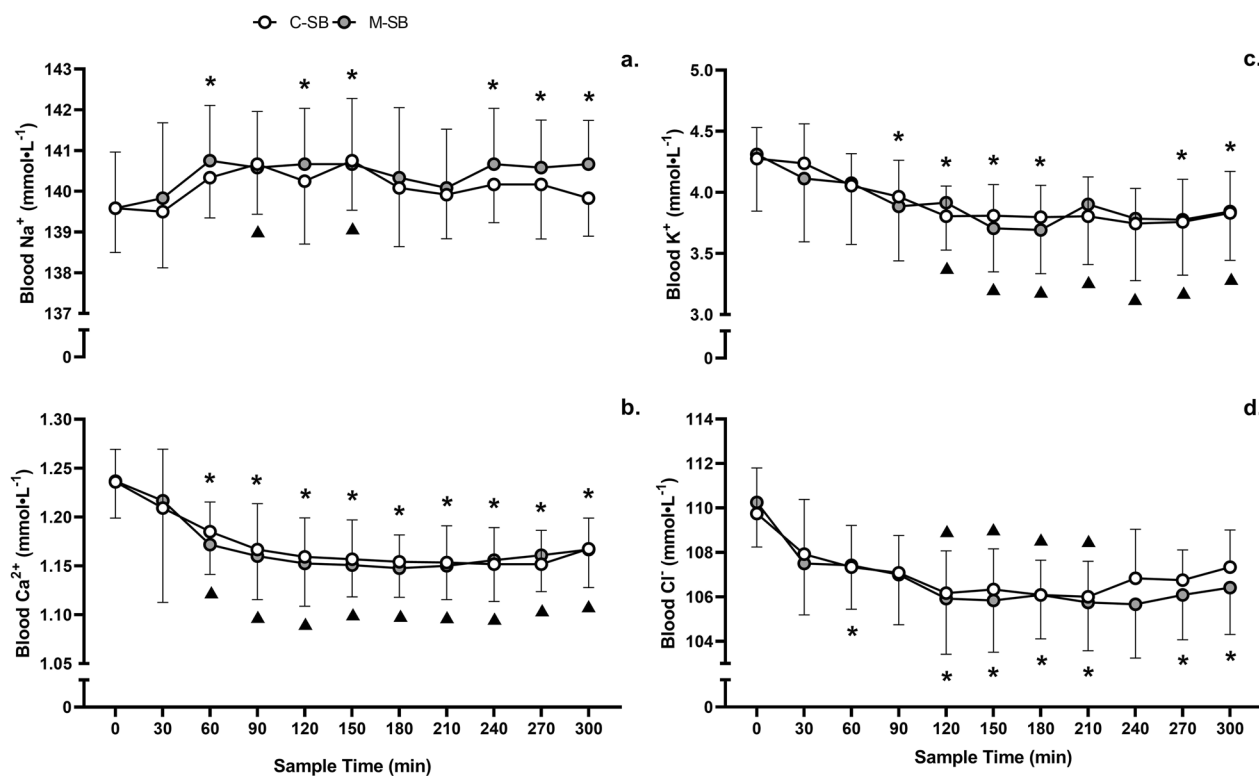 C-SB M-SB
a.
Blood Na⁺ (mmol•L⁻¹)
143
142
141
140
139
138
137
0
* * * * * *
▲ ▲
b.
Blood Ca²⁺ (mmol•L⁻¹)
1.30
1.25
1.20
1.15
1.10
1.05
0
* * * * * * * * *
▲ ▲ ▲ ▲ ▲ ▲ ▲ ▲ ▲
0 30 60 90 120 150 180 210 240 270 300
Sample Time (min)
c.
Blood K⁺ (mmol•L⁻¹)
5.0
4.5
4.0
3.5
3.0
0
* * * * * *
▲ ▲ ▲ ▲ ▲ ▲ ▲
d.
Blood Cl⁻ (mmol•L⁻¹)
114
112
110
108
106
104
0
▲ ▲ ▲ ▲
* * * * * * *
0 30 60 90 120 150 180 210 240 270 300
Sample Time (min)